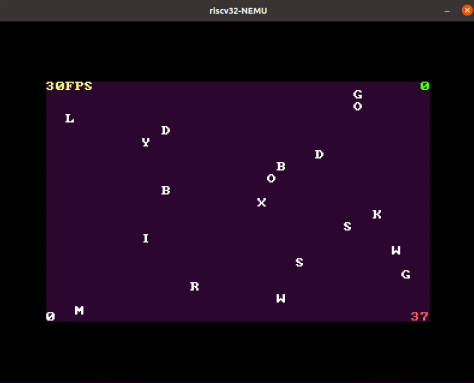 riscv32-NEMU
30FPS 0
G
O
L
D
Y
D
B
O
B
X
K
S
I
W
S
G
R
W
M
0 37